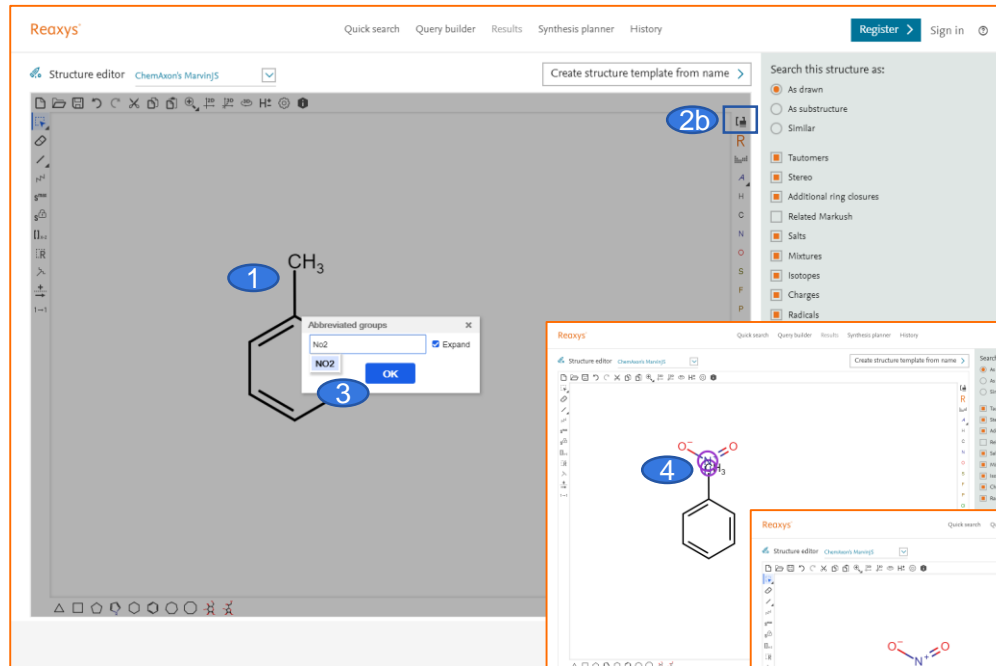 Reaxys
Quick search Query builder Results Synthesis planner History
Register > Sign in
Structure editor ChemAxon's MarvinJS
Create structure template from name >
Search this structure as:
As drawn
As substructure
Similar
Tautomers
Stereo
Additional ring closures
Related Markush
Salts
Mixtures
Isotopes
Charges
Radicals
2b
R
A
H
C
N
O
S
F
P
1
CH3
Abbreviated groups x
No2 Expand
NO2
OK
3
Reaxys
Quick search Query builder Results Synthesis planner History
Structure editor ChemAxon's MarvinJS
Create structure template from name >
4
O- O
CH3
Reaxys
Quick search
Structure editor ChemAxon's MarvinJS
O- O
N+